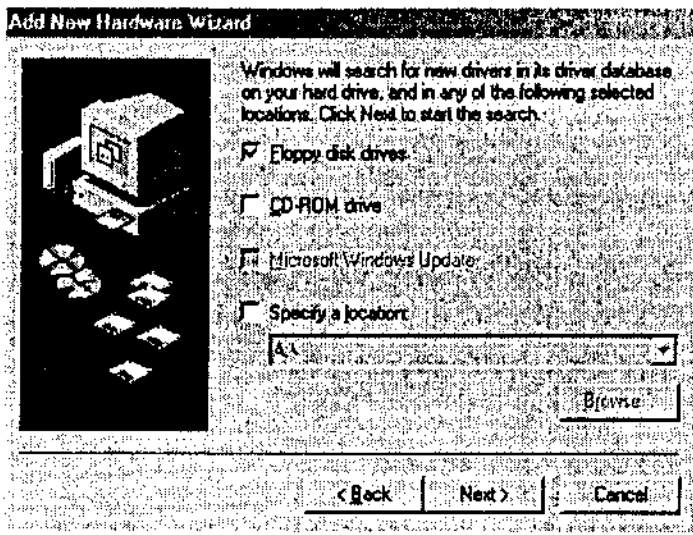 Add New Hardware Wizard
Windows will search for new drivers in its driver database
on your hard drive, and in any of the following selected
locations. Click Next to start the search.
Floppy disk drives
CD-ROM drive
Microsoft Windows Update
Specify a location:
A:\
Browse...
< Back
Next >
Cancel